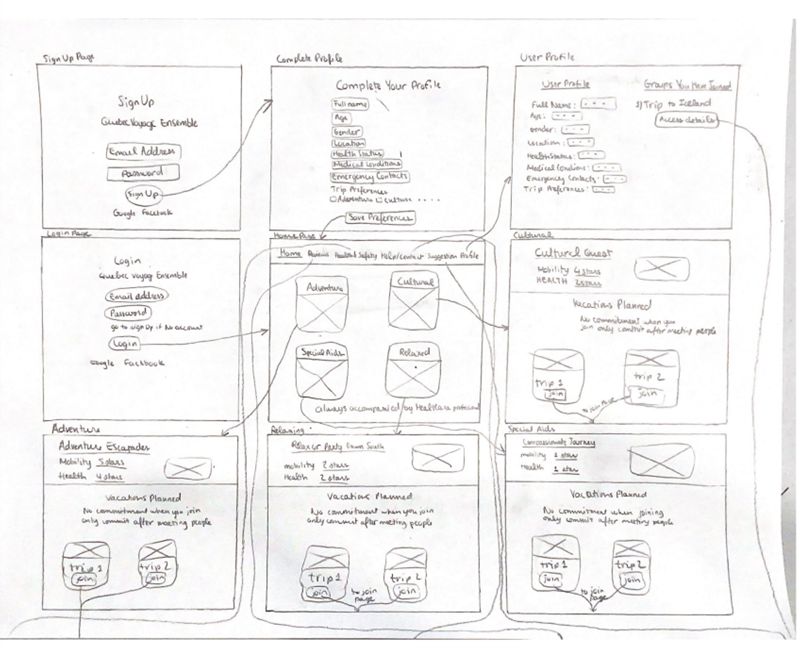 Sign Up Page
Sign Up
Quebec Voyage Ensemble
Email Address
Password
Sign Up
Google Facebook
Complete Profile
Complete Your Profile
Full name
Age
Gender
Location
Health Status
Medical Conditions
Emergency Contacts
Trip Preferences
Adventure Culture ....
Save Preferences
User Profile
User Profile
Full Name:
Age:
Gender:
Location:
Health Status:
Medical Conditions:
Emergency Contacts:
Trip Preferences:
Groups You Have Joined
1) Trip to Iceland
Access details
Login Page
Login
Quebec Voyag Ensemble
Email address
Password
go to sign Up if No account
Login
Google Facebook
Home Page
Home Reviews Health & Safety Help/Contact Suggestion Profile
Adventure
Cultural
Special Aids
Relaxed
Always accompanied by Healthcare
Cultural
Cultural Quest
Mobility 4 stars
HEALTH 3 stars
Vacations Planned
No commitment when you
join only commit after meeting people
trip 1
join
trip 2
join
to join Page
Adventure
Adventure Escapades
Mobility 5 stars
Health 4 stars
Vacations Planned
No commitment when you join
only commit after meeting people
trip 1
join
trip 2
join
Relaxing
Relax or Party Down South
mobility 2 stars
Health 2 stars
Vacations Planned
No commitment when you join
only commit after meeting people
trip 1
join
trip 2
join
to join
page
Special Aids
Compassionate Journey
mobility 1 stars
Health 1 star
Vacations Planned
No commitment when joining
only commit after meeting people
trip 1
join
trip 2
join
to join
page